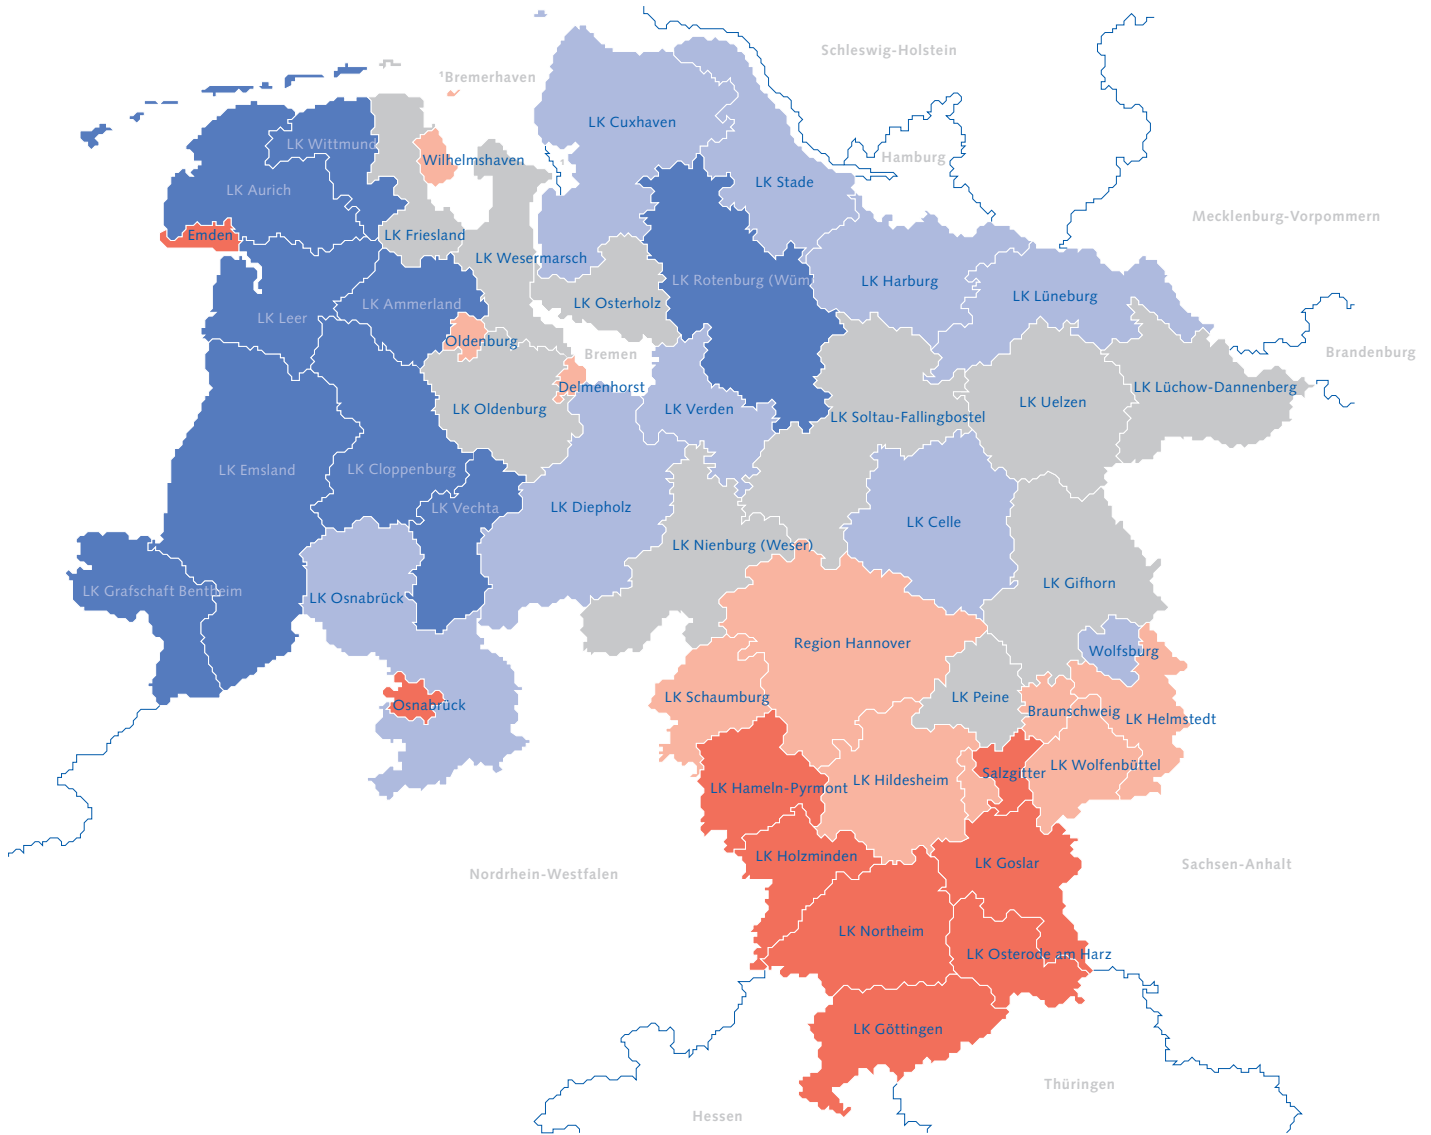 Schleswig-Holstein
¹Bremerhaven
LK Cuxhaven
LK Wittmund
Wilhelmshaven
1
Hamburg
LK Stade
LK Aurich
Mecklenburg-Vorpommern
Emden
LK Friesland
LK Wesermarsch
LK Rotenburg (Wüm
LK Harburg
LK Lüneburg
LK Ammerland
LK Osterholz
LK Leer
Oldenburg
Bremen
Brandenburg
Delmenhorst
LK Lüchow-Dannenberg
LK Oldenburg
LK Verden
LK Uelzen
LK Soltau-Fallingbostel
LK Emsland
LK Cloppenburg
LK Vechta
LK Diepholz
LK Celle
LK Nienburg (Weser)
LK Grafschaft Bentheim
LK Osnabrück
LK Gifhorn
Region Hannover
Wolfsburg
LK Schaumburg
LK Peine
Osnabrück
Braunschweig
LK Helmstedt
LK Wolfenbüttel
Salzgitter
LK Hildesheim
LK Hameln-Pyrmont
LK Holzminden
LK Goslar
Sachsen-Anhalt
Nordrhein-Westfalen
LK Northeim
LK Osterode am Harz
LK Göttingen
Thüringen
Hessen